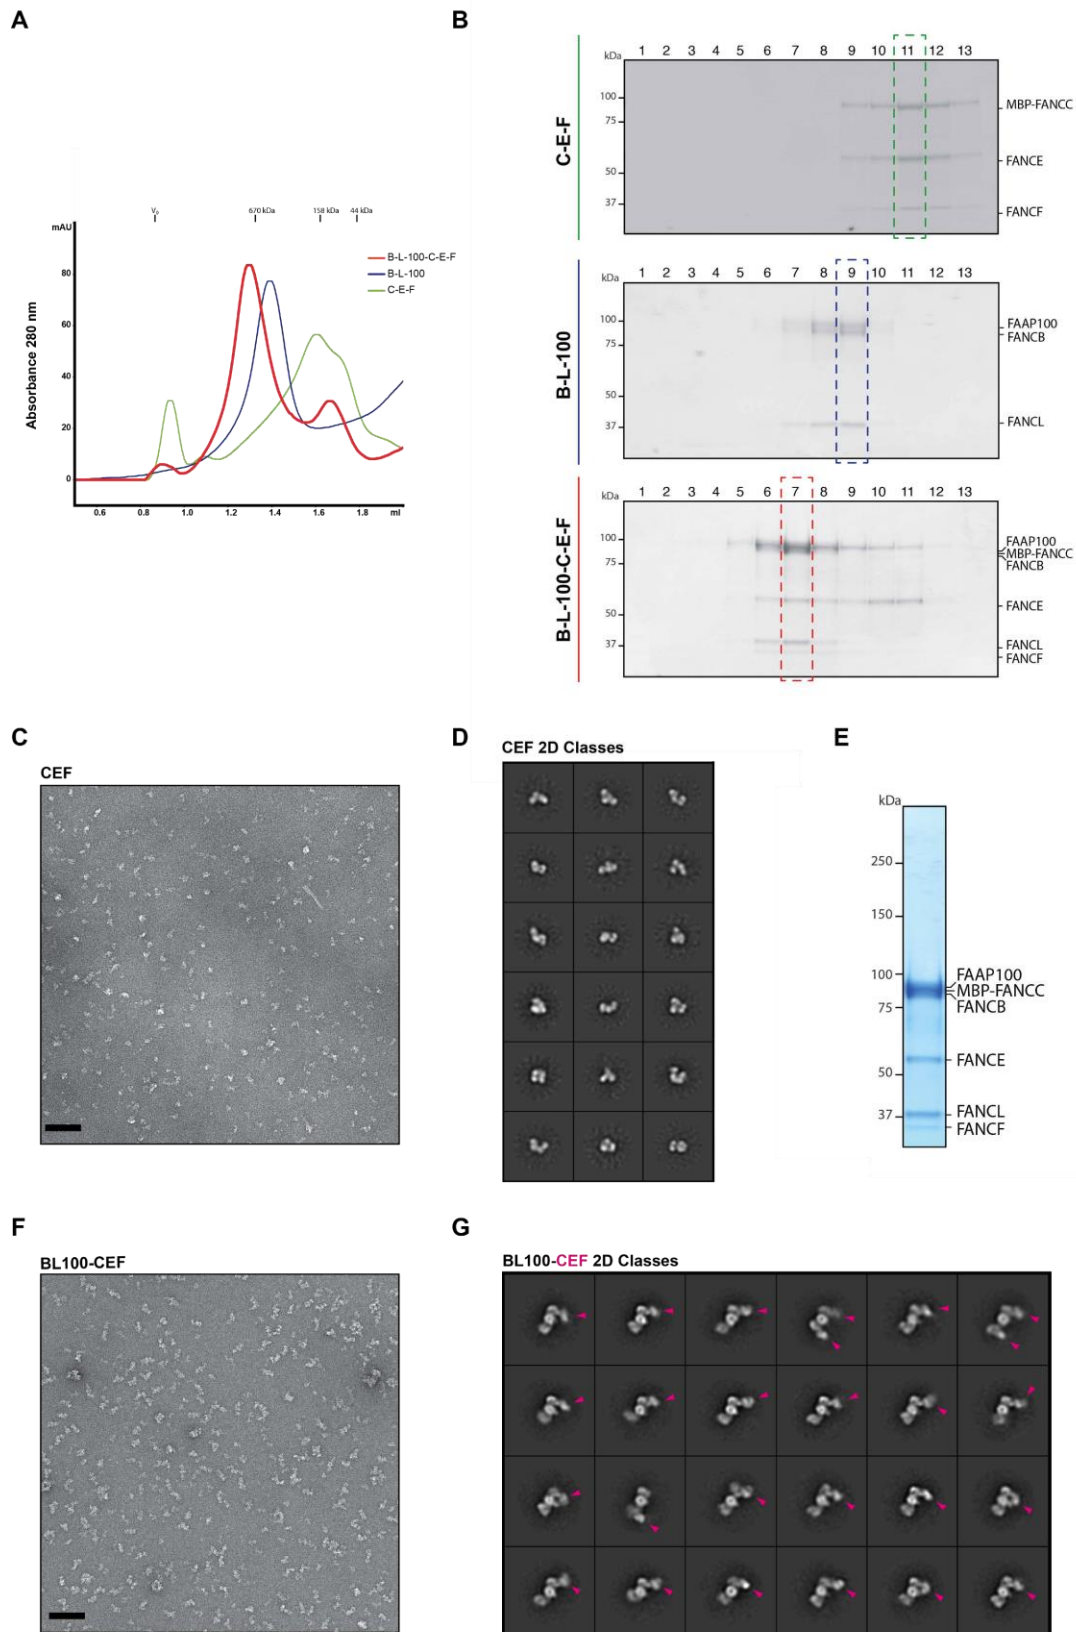 A
V₀
670 kDa
158 kDa
44 kDa
mAU
80
60
40
20
0
Absorbance 280 nm
B-L-100-C-E-F
B-L-100
C-E-F
0.6 0.8 1.0 1.2 1.4 1.6 1.8 ml
B
C-E-F
1 2 3 4 5 6 7 8 9 10 11 12 13
kDa
100
75
50
37
MBP-FANCC
FANCE
FANCF
B-L-100
1 2 3 4 5 6 7 8 9 10 11 12 13
kDa
100
75
50
37
FAAP100
FANCB
FANCL
B-L-100-C-E-F
1 2 3 4 5 6 7 8 9 10 11 12 13
kDa
100
75
50
37
FAAP100
MBP-FANCC
FANCB
FANCE
FANCL
FANCF
C
CEF
D
CEF 2D Classes
E
kDa
250
150
100
75
50
37
FAAP100
MBP-FANCC
FANCB
FANCE
FANCL
FANCF
F
BL100-CEF
G
BL100-CEF 2D Classes